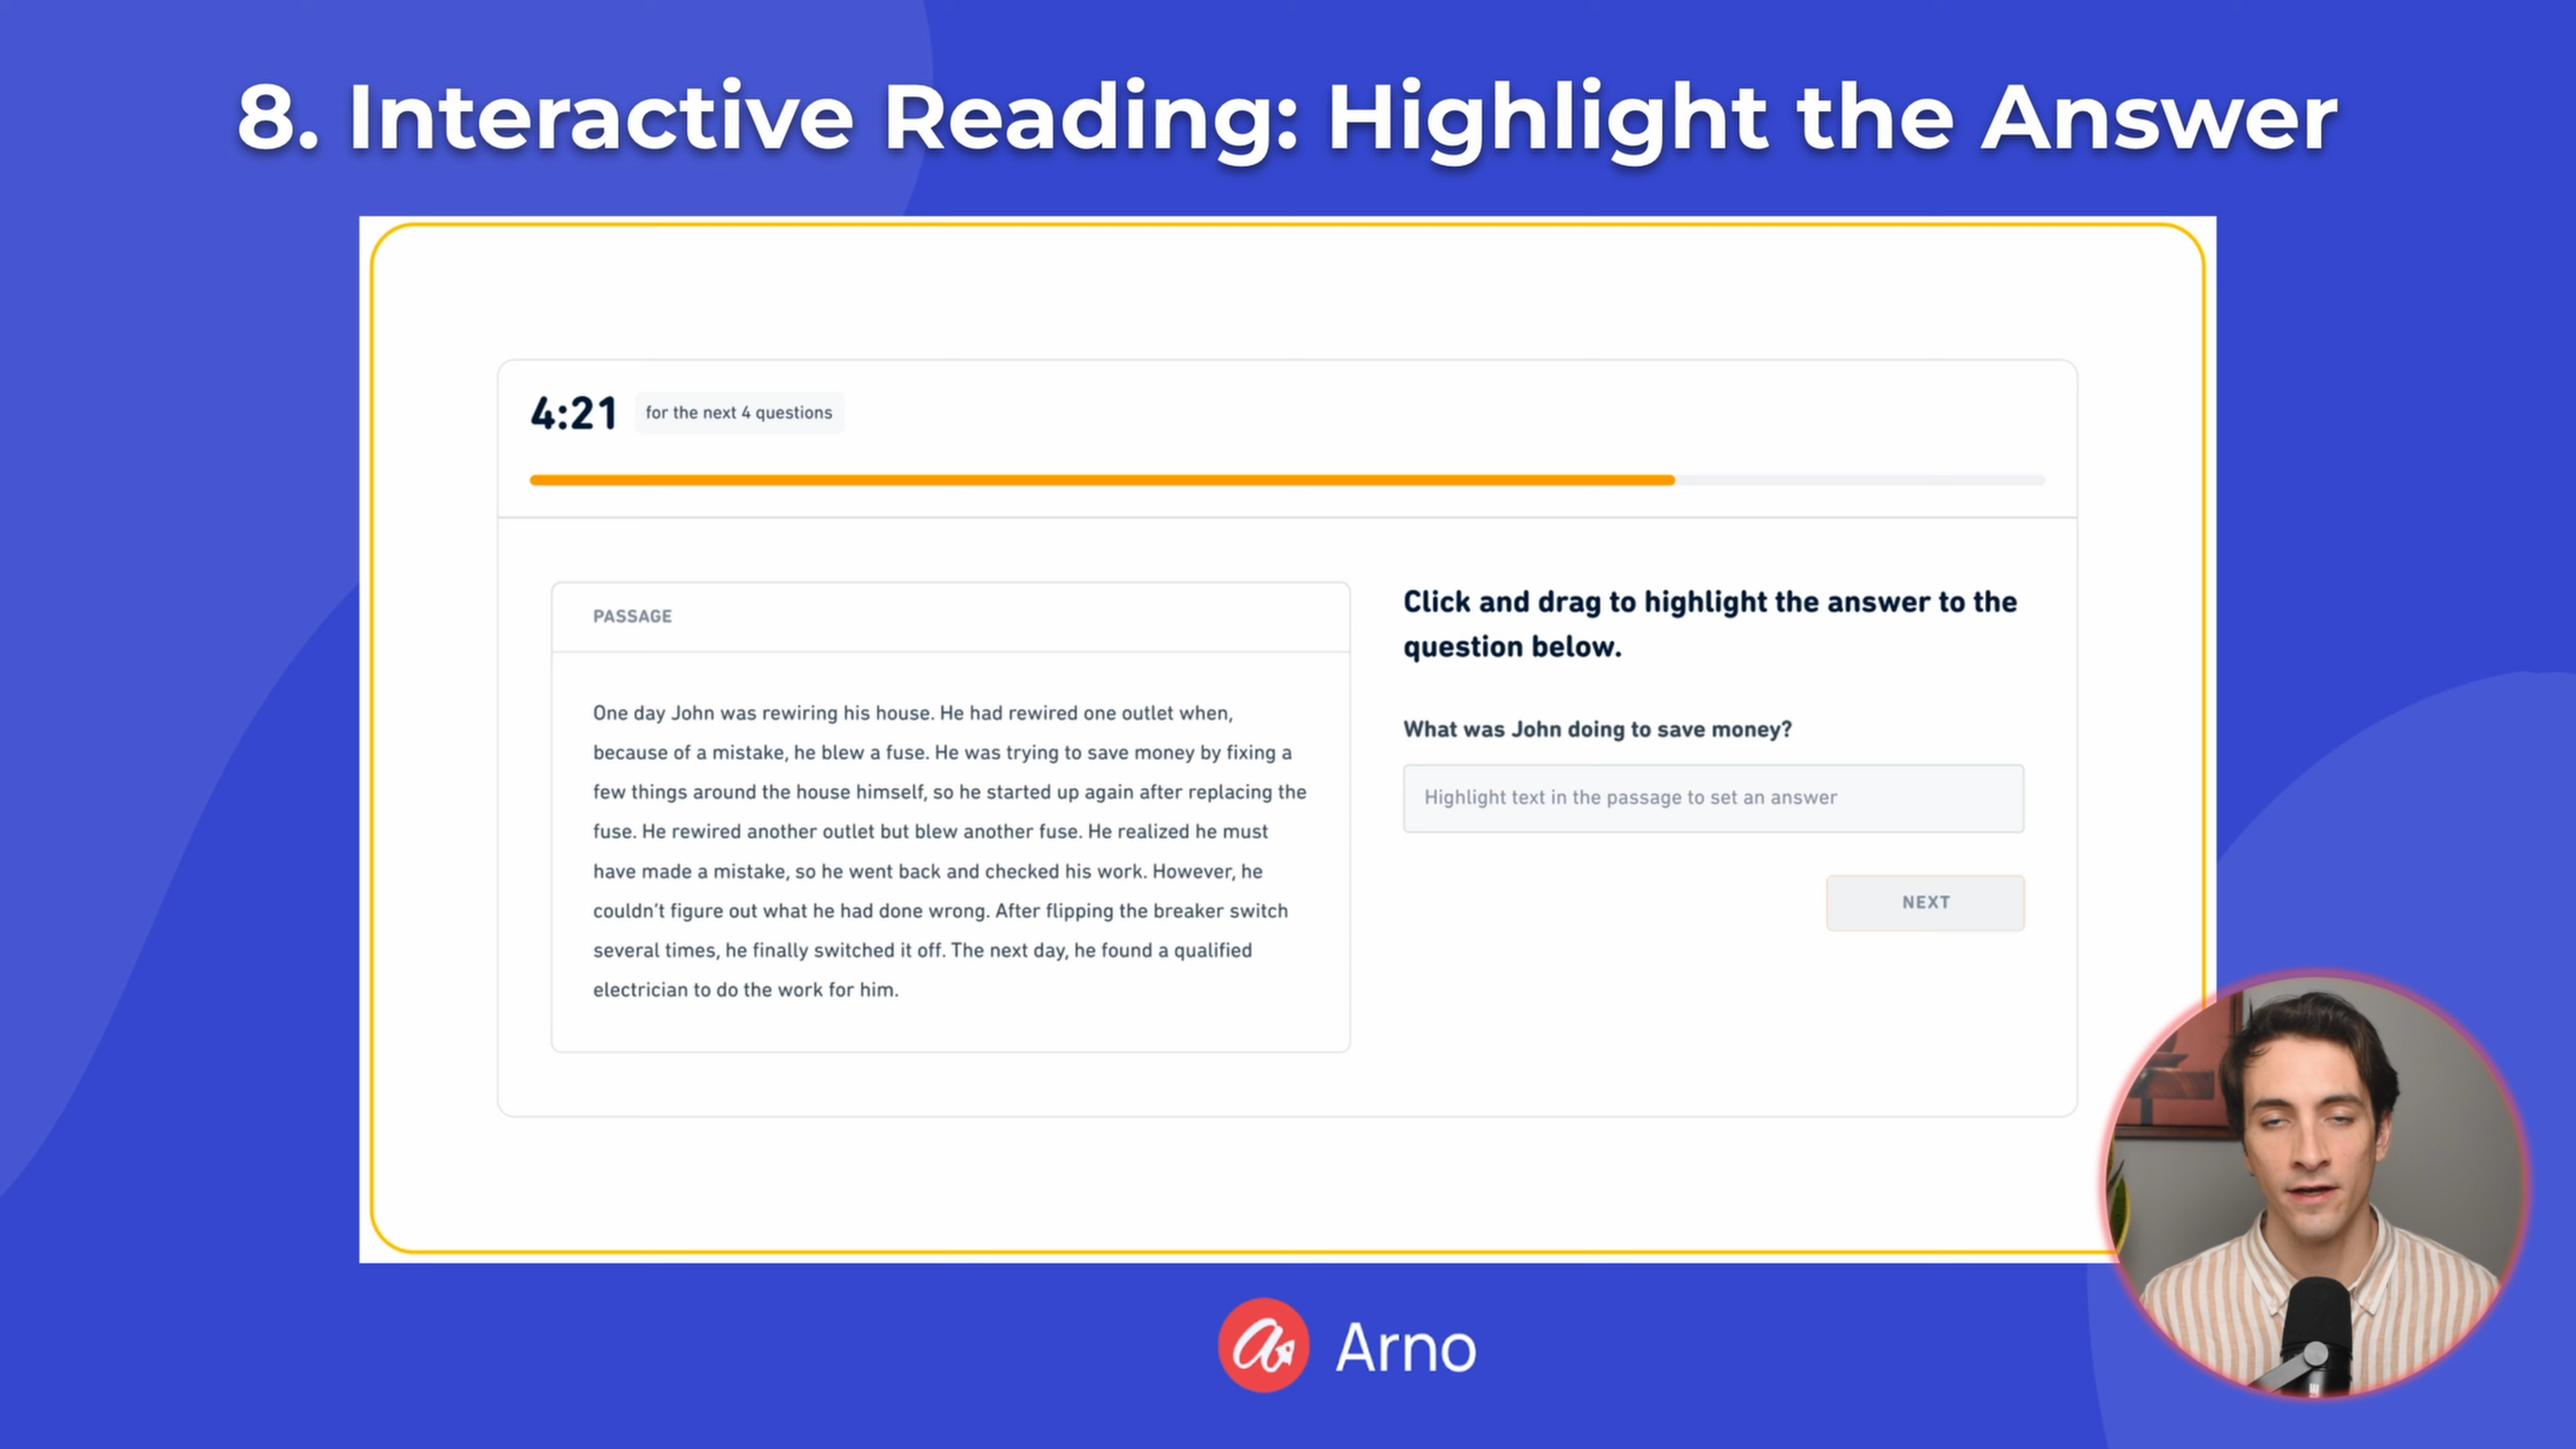 8. Interactive Reading: Highlight the Answer
4:21 for the next 4 questions
PASSAGE
One day John was rewiring his house. He had rewired one outlet when,
because of a mistake, he blew a fuse. He was trying to save money by fixing a
few things around the house himself, so he started up again after replacing the
fuse. He rewired another outlet but blew another fuse. He realized he must
have made a mistake, so he went back and checked his work. However, he
couldn't figure out what he had done wrong. After flipping the breaker switch
several times, he finally switched it off. The next day, he found a qualified
electrician to do the work for him.
Click and drag to highlight the answer to the
question below.
What was John doing to save money?
Highlight text in the passage to set an answer
NEXT
Arno